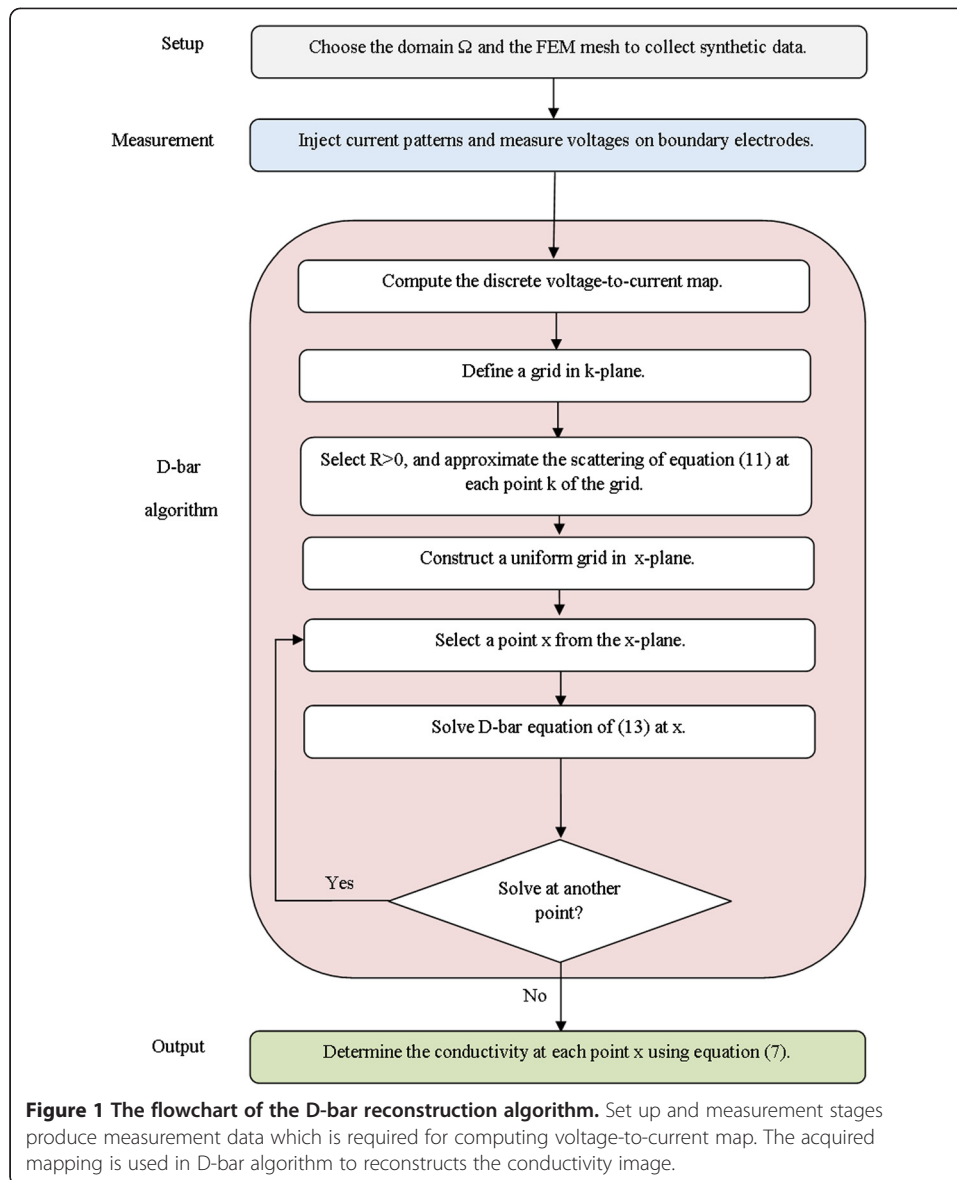 Setup
Choose the domain Ω and the FEM mesh to collect synthetic data.
Measurement
Inject current patterns and measure voltages on boundary electrodes.
D-bar
algorithm
Compute the discrete voltage-to-current map.
Define a grid in k-plane.
Select R>0, and approximate the scattering of equation (11) at
each point k of the grid.
Construct a uniform grid in x-plane.
Select a point x from the x-plane.
Solve D-bar equation of (13) at x.
Yes
Solve at another
point?
No
Output
Determine the conductivity at each point x using equation (7).
Figure 1 The flowchart of the D-bar reconstruction algorithm. Set up and measurement stages
produce measurement data which is required for computing voltage-to-current map. The acquired
mapping is used in D-bar algorithm to reconstructs the conductivity image.